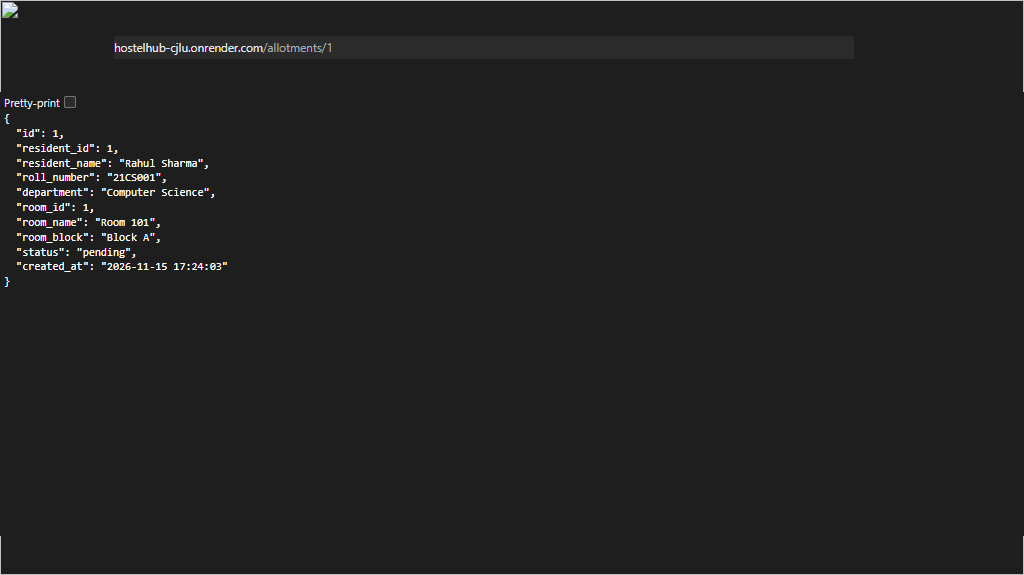 hostelhub-cjlu.onrender.com/allotments/1
Pretty-print
{
  "id": 1,
  "resident_id": 1,
  "resident_name": "Rahul Sharma",
  "roll_number": "21CS001",
  "department": "Computer Science",
  "room_id": 1,
  "room_name": "Room 101",
  "room_block": "Block A",
  "status": "pending",
  "created_at": "2026-11-15 17:24:03"
}